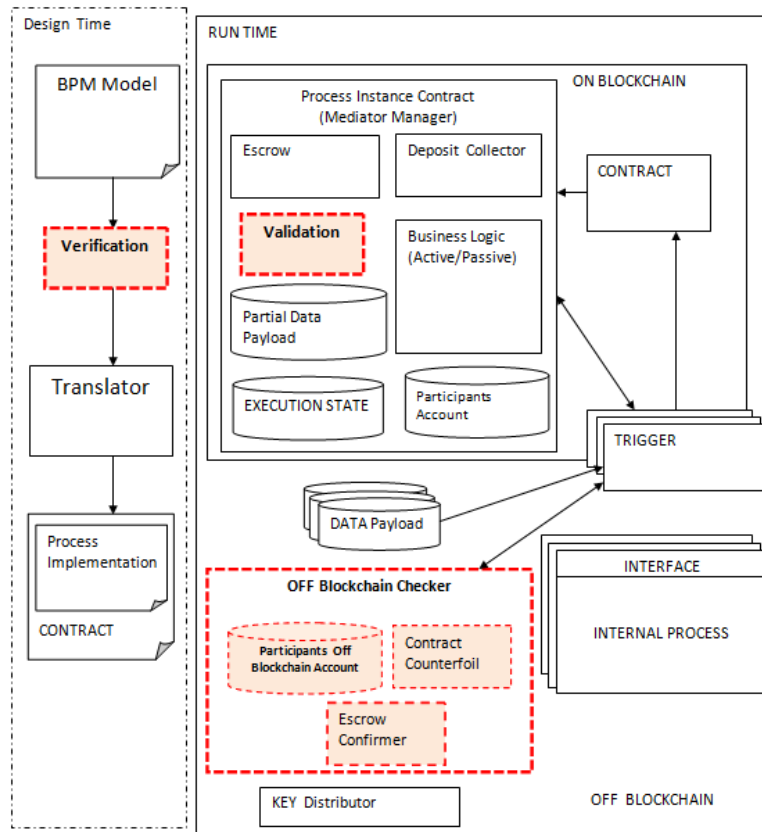 Design Time
BPM Model
Verification
Translator
Process
Implementation
CONTRACT
RUN TIME
ON BLOCKCHAIN
Process Instance Contract
(Mediator Manager)
Escrow
Deposit Collector
CONTRACT
Validation
Business Logic
(Active/Passive)
Partial Data
Payload
EXECUTION STATE
Participants
Account
TRIGGER
DATA Payload
OFF Blockchain Checker
Participants Off
Blockchain Account
Contract
Counterfoil
Escrow
Confirmer
INTERFACE
INTERNAL PROCESS
KEY Distributor
OFF BLOCKCHAIN